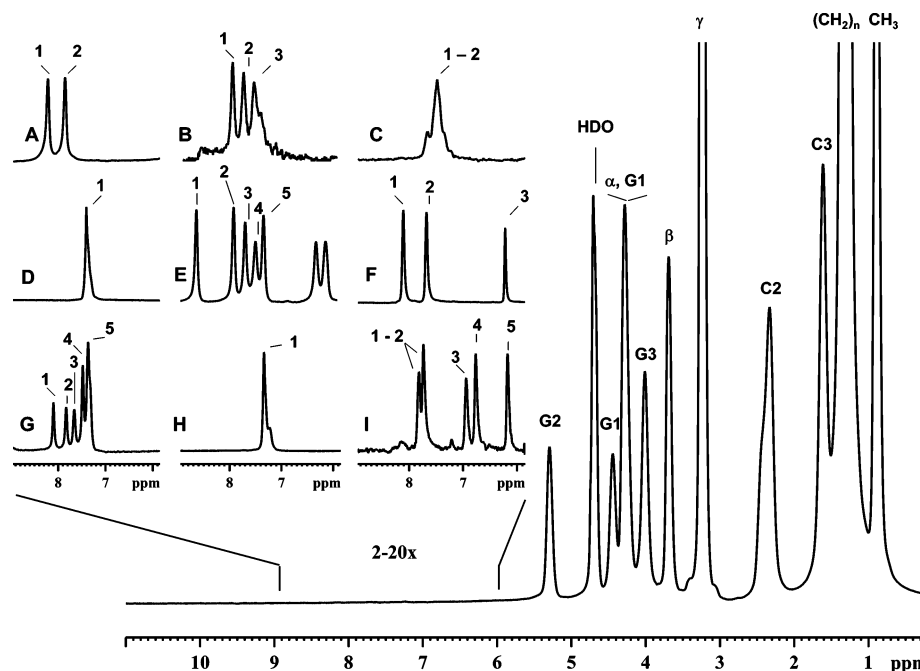 γ (CH₂)ₙ CH₃
1 2 1 2 3 1 – 2
A B C
HDO C3
α, G1
1 1 2 3 4 5 1 2 3
β
D E F
C2
4 5 1 1 - 2 4 5
1 2 3 3
G3
G H I
G2 G1
8 7 ppm 8 7 ppm 8 7 ppm
2-20x
10 9 8 7 6 5 4 3 2 1 ppm